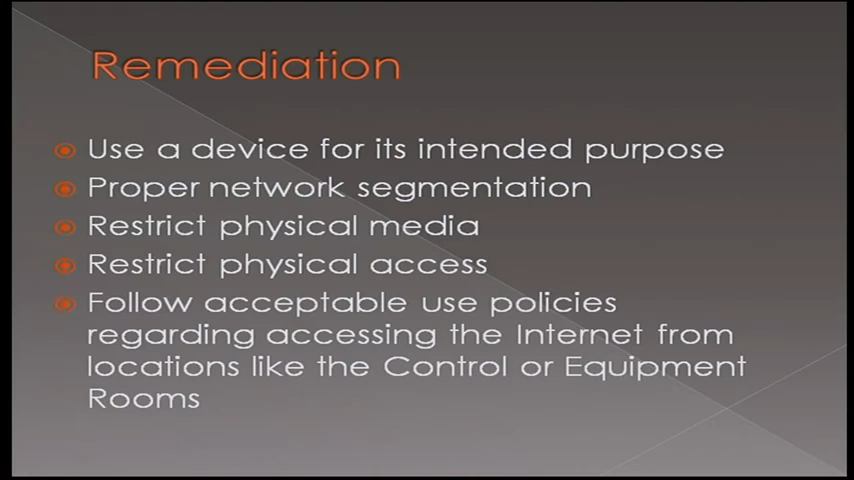 Remediation
Use a device for its intended purpose
Proper network segmentation
Restrict physical media
Restrict physical access
Follow acceptable use policies
regarding accessing the Internet from
locations like the Control or Equipment
Rooms